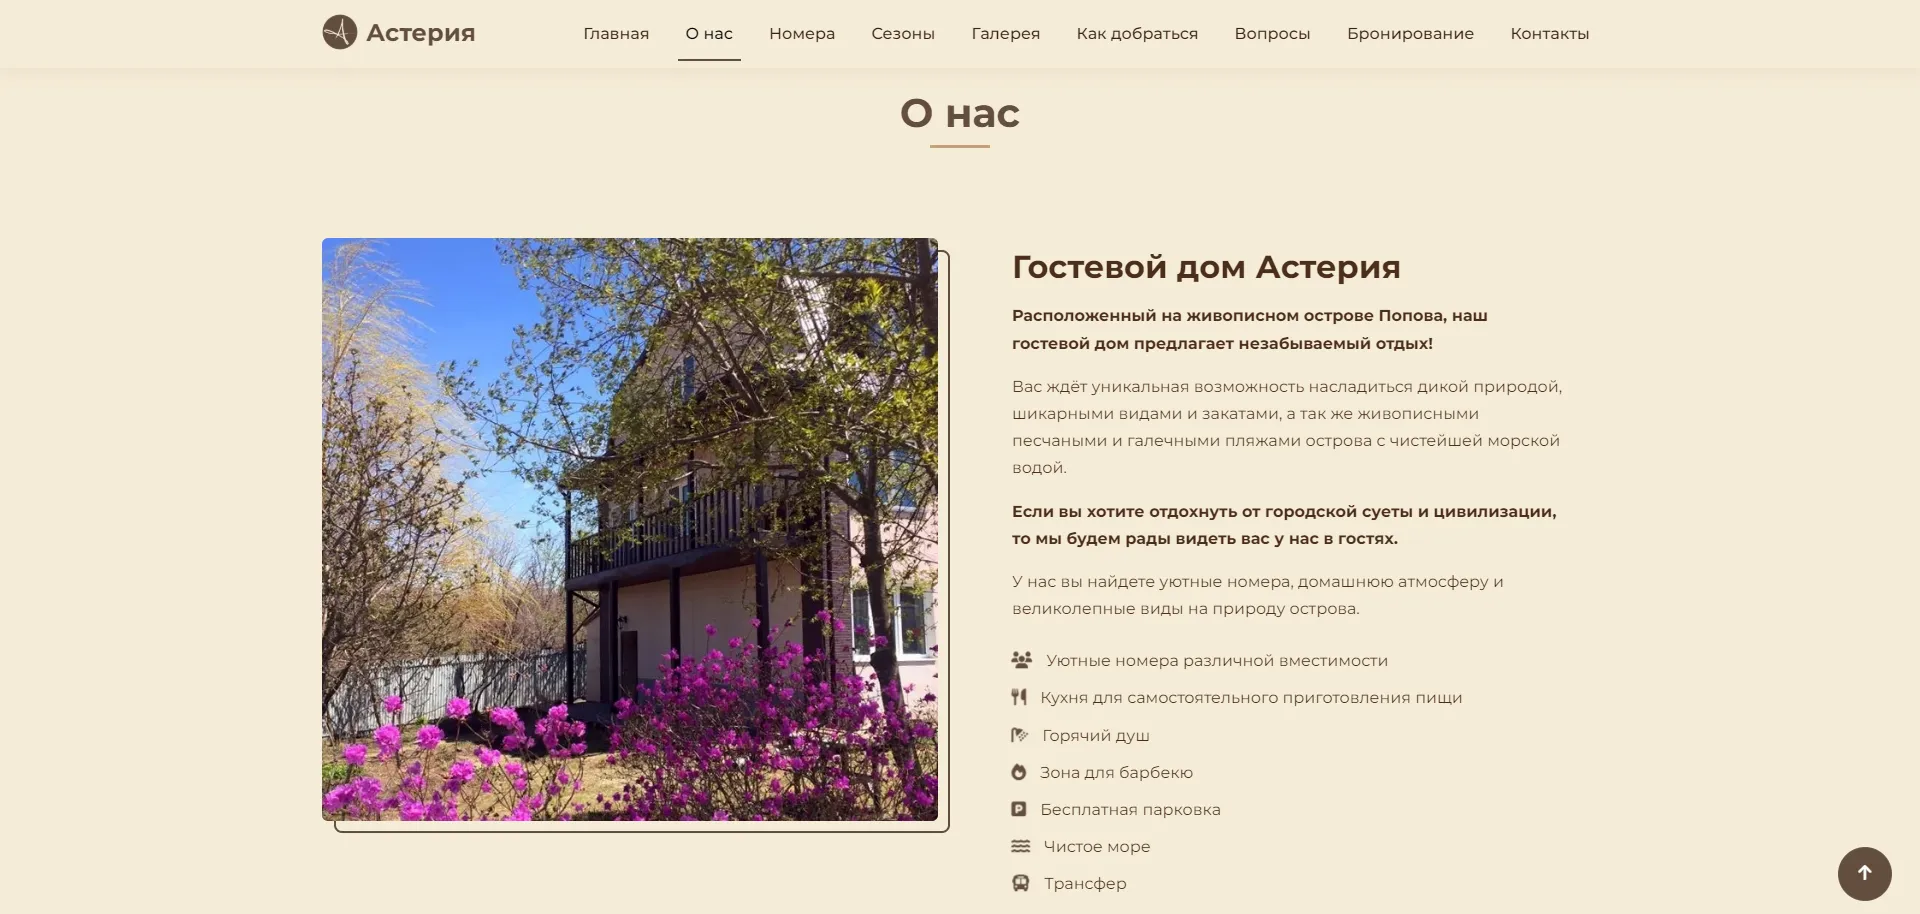 Астерия
Главная
О нас
Номера
Сезоны
Галерея
Как добраться
Вопросы
Бронирование
Контакты
О нас
Гостевой дом Астерия
Расположенный на живописном острове Попова, наш
гостевой дом предлагает незабываемый отдых!
Вас ждёт уникальная возможность насладиться дикой природой,
шикарными видами и закатами, а так же живописными
песчаными и галечными пляжами острова с чистейшей морской
водой.
Если вы хотите отдохнуть от городской суеты и цивилизации,
то мы будем рады видеть вас у нас в гостях.
У нас вы найдете уютные номера, домашнюю атмосферу и
великолепные виды на природу острова.
Уютные номера различной вместимости
Кухня для самостоятельного приготовления пищи
Горячий душ
Зона для барбекю
Бесплатная парковка
Чистое море
Трансфер